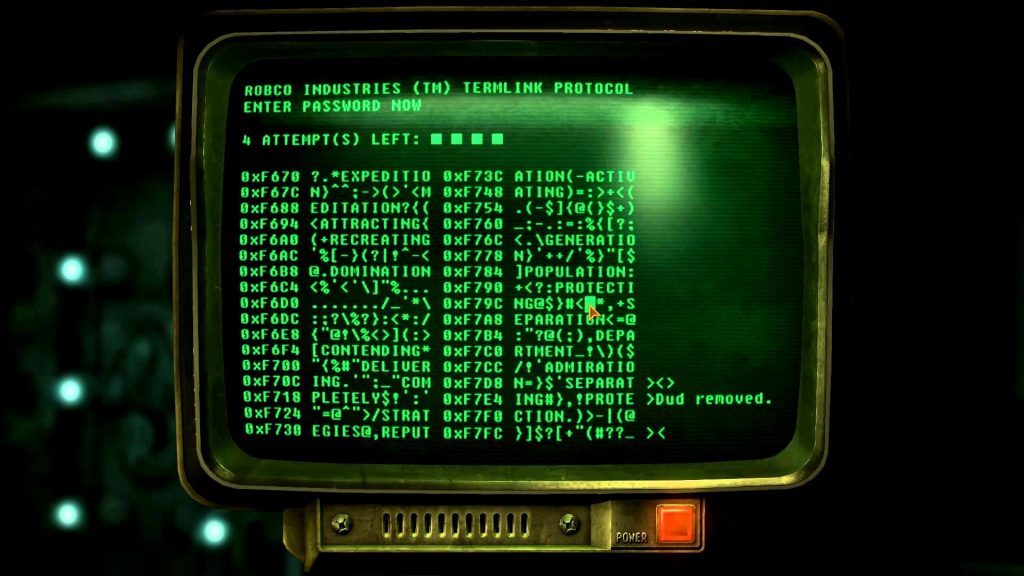 ROBCO INDUSTRIES (TM) TERMLINK PROTOCOL
ENTER PASSWORD NOW
4 ATTEMPT(S) LEFT: ■ ■ ■ ■
0xF670 ?.*EXPEDITIO 0xF73C ATION(-ACTIV
0xF67C N}^^:->(>'<M 0xF748 ATING)=:>+<(
0xF688 EDITATION?{( 0xF754 .(-$]{@()$+)
0xF694 <ATTRACTING{ 0xF760 _;-.:=:%{[?;
0xF6A0 (+RECREATING 0xF76C <.\GENERATIO
0xF6AC '%[-}(?|!^-< 0xF778 N}'++/'%}"[$
0xF6B8 @.DOMINATION 0xF784 ]POPULATION:
0xF6C4 <%'<'\]"%... 0xF790 +<?:PROTECTI
0xF6D0 ......./_'*\ 0xF79C NG@$}#<■*,+S
0xF6DC ::?\%?}:<*:/ 0xF7A8 EPARATION<=@
0xF6E8 {"@!\%<>](:) 0xF7B4 :"?@(;),DEPA
0xF6F4 [CONTENDING* 0xF7C0 RTMENT_!\)($
0xF700 "{%#"DELIVER 0xF7CC /!'ADMIRATIO
0xF70C ING.'":_"COM 0xF7D8 N=}$'SEPARAT ><>
0xF718 PLETELY$!':' 0xF7E4 ING#},!PROTE >Dud removed.
0xF724 "=@^">/STRAT 0xF7F0 CTION.)>-|(@
0xF730 EGIES@,REPUT 0xF7FC }]$?[+"(#??_ ><
POWER